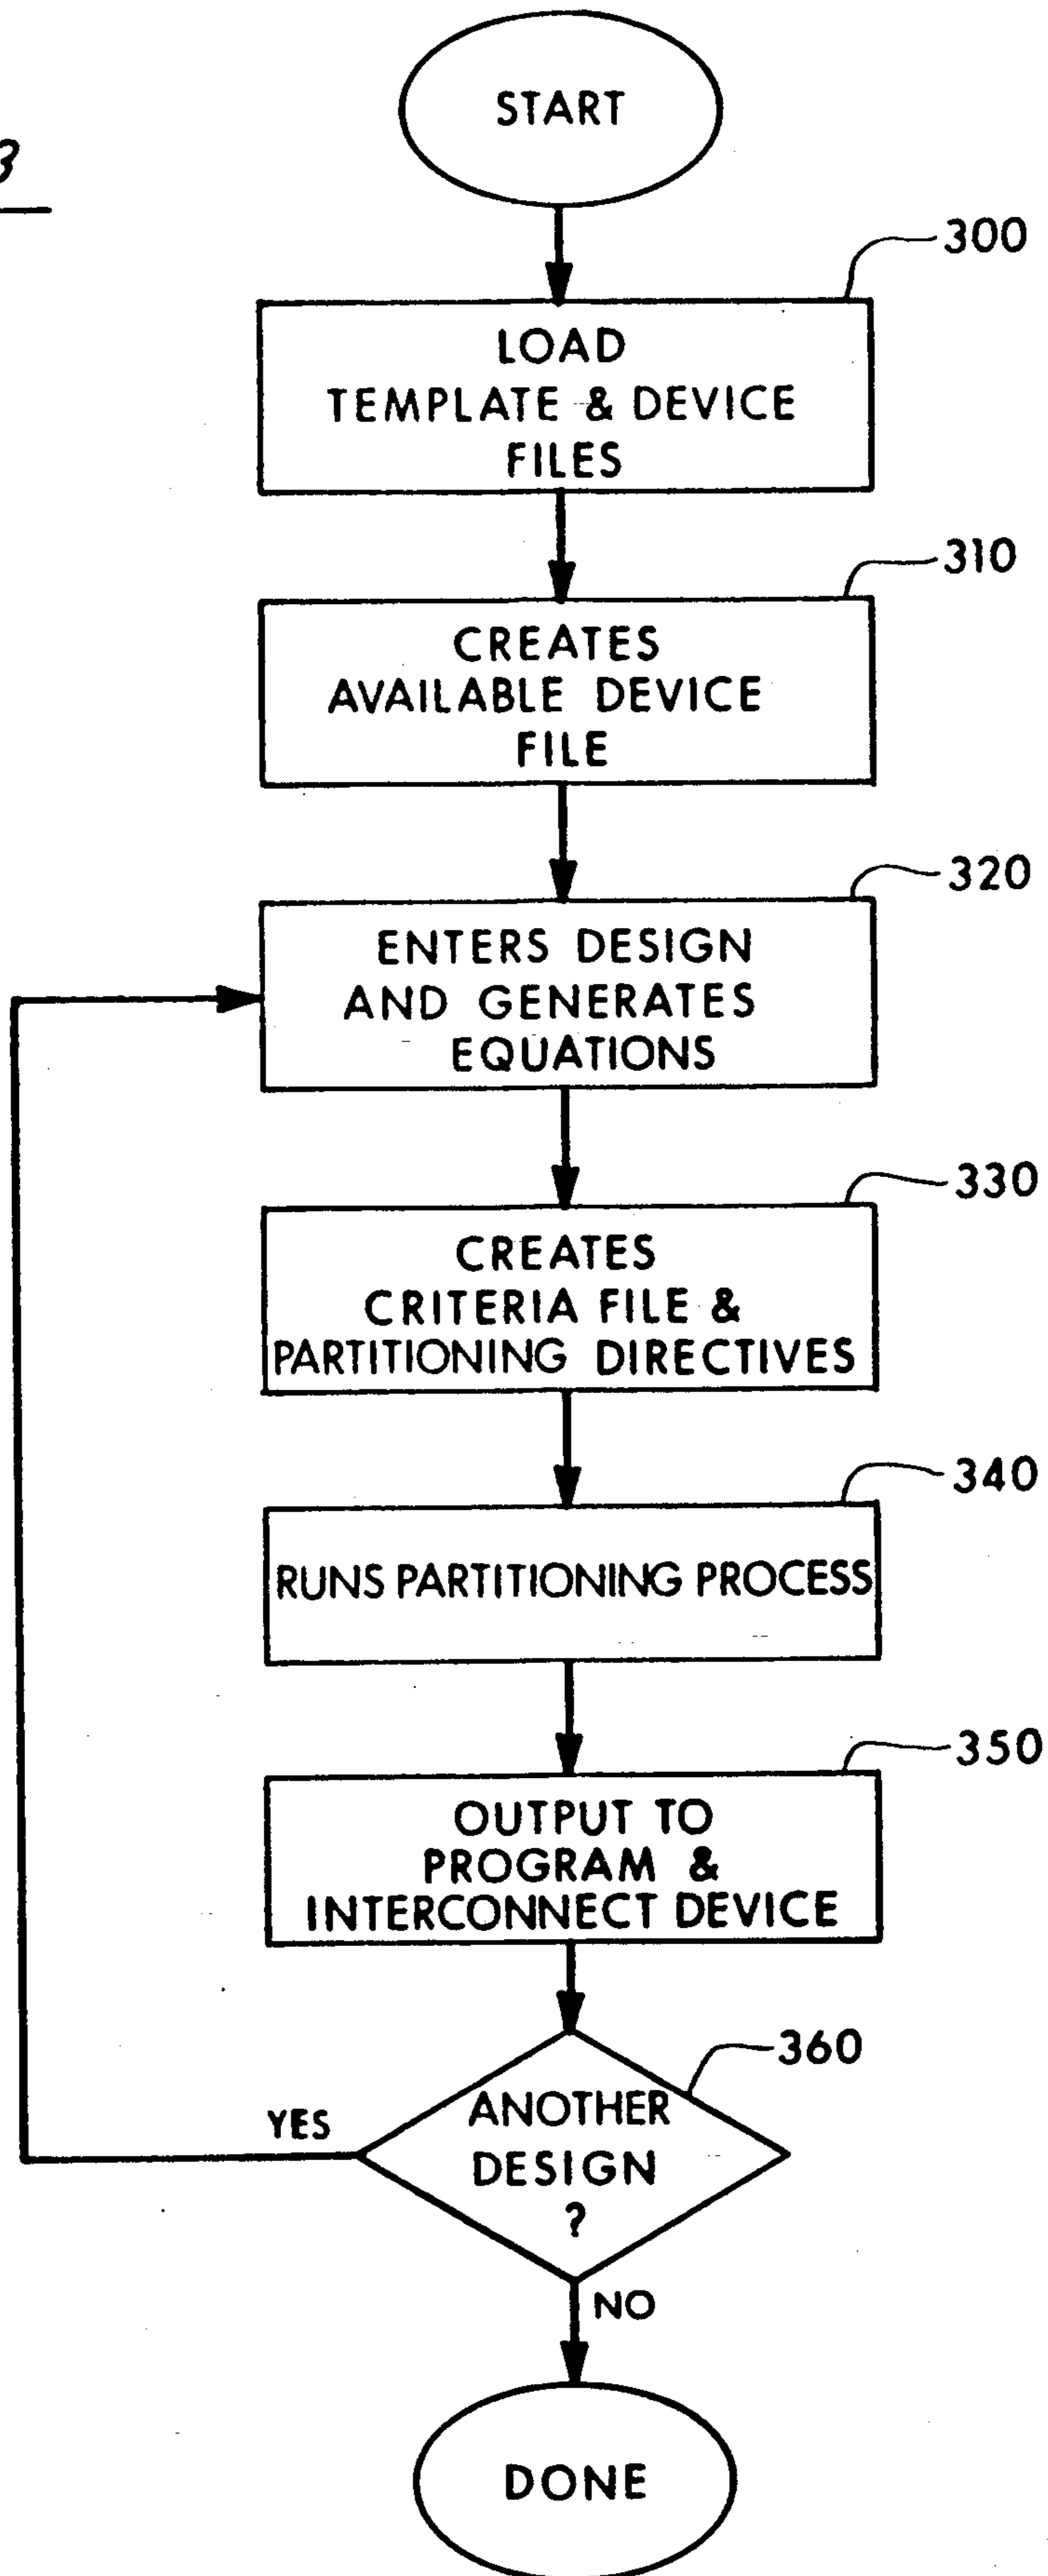 3
START
300
LOAD
TEMPLATE & DEVICE
FILES
310
CREATES
AVAILABLE DEVICE
FILE
320
ENTERS DESIGN
AND GENERATES
EQUATIONS
330
CREATES
CRITERIA FILE &
PARTITIONING DIRECTIVES
340
RUNS PARTITIONING PROCESS
350
OUTPUT TO
PROGRAM &
INTERCONNECT DEVICE
360
ANOTHER
DESIGN
?
YES
NO
DONE